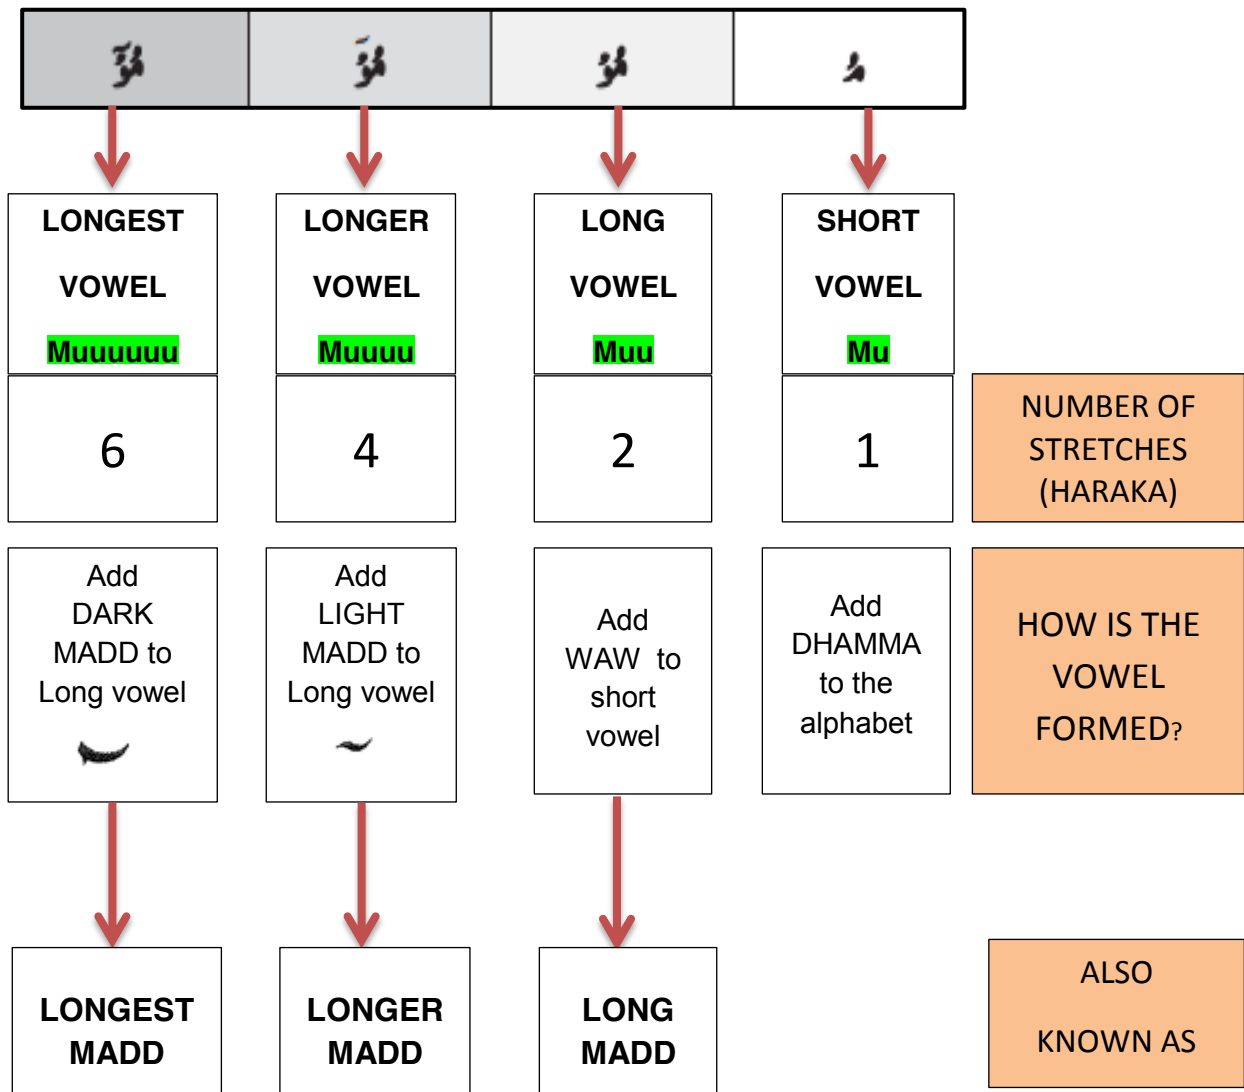 LONGEST
VOWEL
Muuuuuu
LONGER
VOWEL
Muuuu
LONG
VOWEL
Muu
SHORT
VOWEL
Mu
6
4
2
1
NUMBER OF
STRETCHES
(HARAKA)
Add
DARK
MADD to
Long vowel
Add
LIGHT
MADD to
Long vowel
Add
WAW to
short
vowel
Add
DHAMMA
to the
alphabet
HOW IS THE
VOWEL
FORMED?
LONGEST
MADD
LONGER
MADD
LONG
MADD
ALSO
KNOWN AS